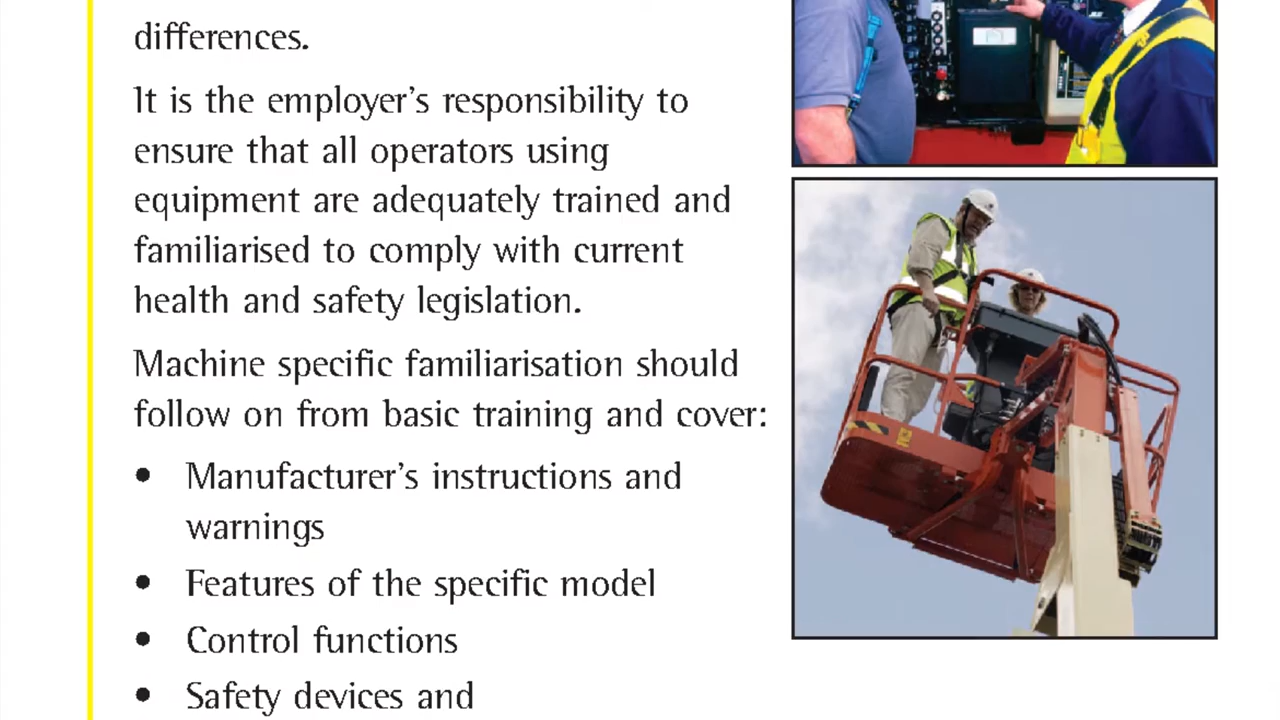 differences.
It is the employer's responsibility to
ensure that all operators using
equipment are adequately trained and
familiarised to comply with current
health and safety legislation.
Machine specific familiarisation should
follow on from basic training and cover:
• Manufacturer's instructions and
warnings
• Features of the specific model
• Control functions
• Safety devices and